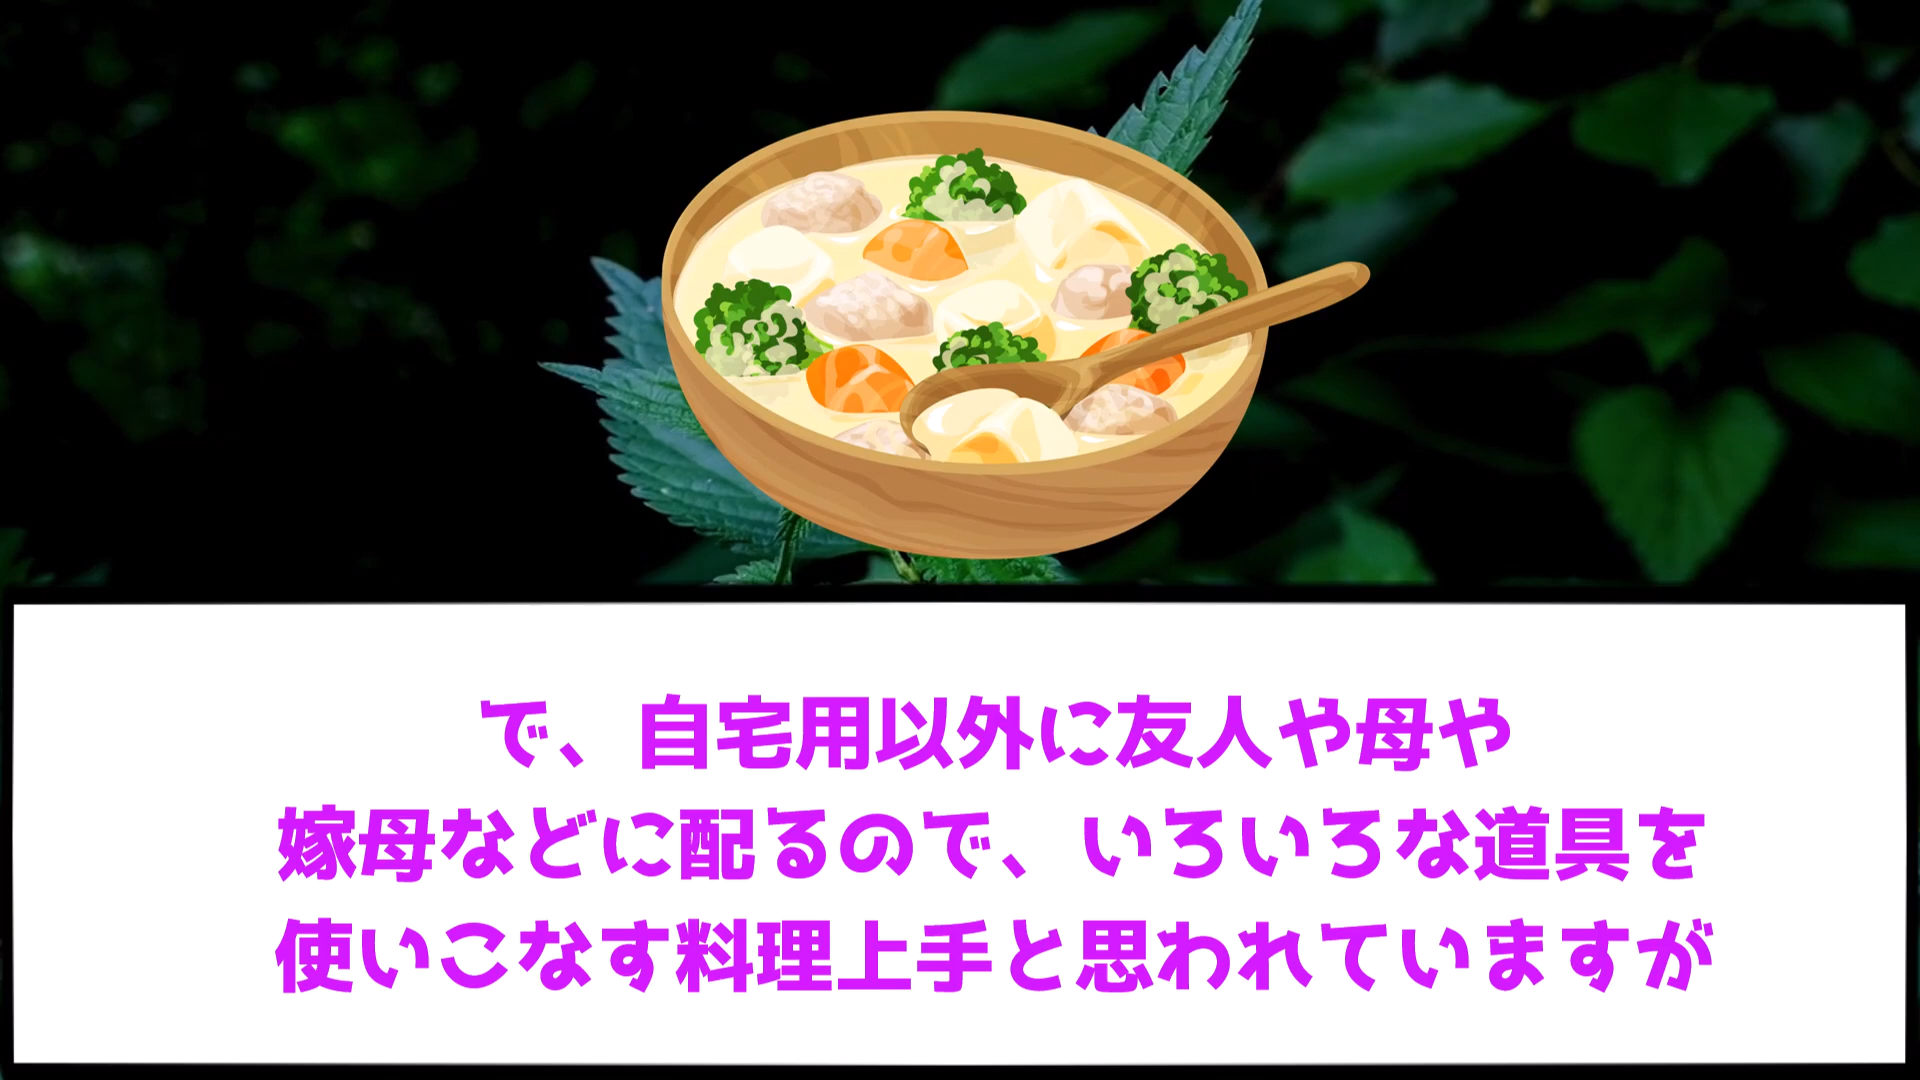 で、自宅用以外に友人や母や
嫁母などに配るので、いろいろな道具を
使いこなす料理上手と思われていますが